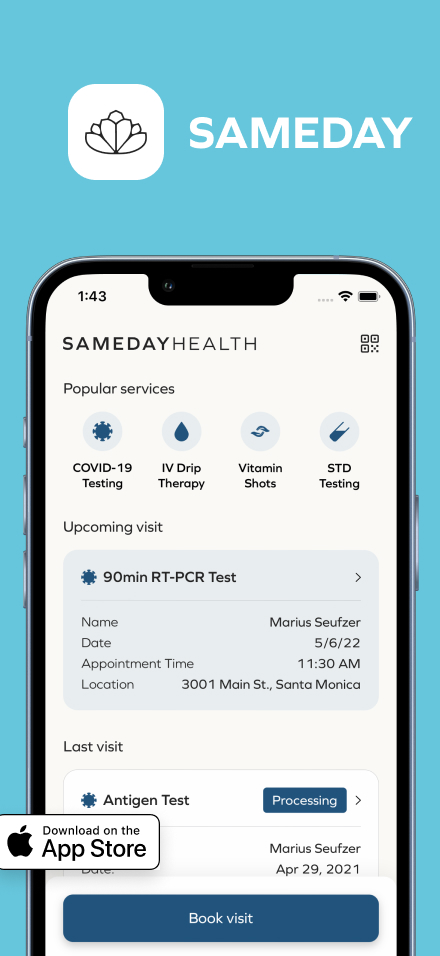 SAMEDAY
1:43
SAMEDAYHEALTH
Popular services
COVID-19 Testing
IV Drip Therapy
Vitamin Shots
STD Testing
Upcoming visit
90min RT-PCR Test
Name Marius Seufzer
Date 5/6/22
Appointment Time 11:30 AM
Location 3001 Main St., Santa Monica
Last visit
Antigen Test Processing
Marius Seufzer
Date: Apr 29, 2021
Download on the
App Store
Book visit